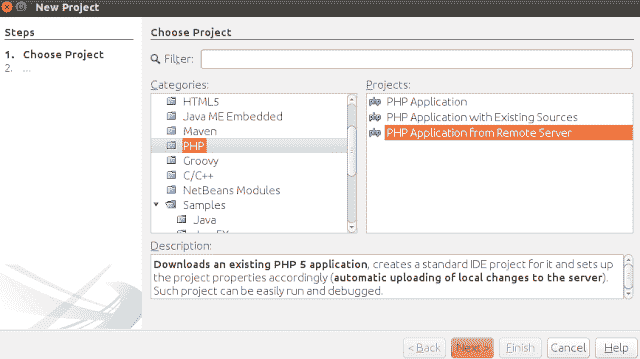 New Project
Steps
1. Choose Project
2. ...
Choose Project
Filter:
Categories:
HTML5
Java ME Embedded
Maven
PHP
Groovy
C/C++
NetBeans Modules
Samples
Java
Projects:
PHP Application
PHP Application with Existing Sources
PHP Application from Remote Server
Description:
Downloads an existing PHP 5 application, creates a standard IDE project for it and sets up
the project properties accordingly (automatic uploading of local changes to the server).
Such project can be easily run and debugged.
< Back
Next >
Finish
Cancel
Help